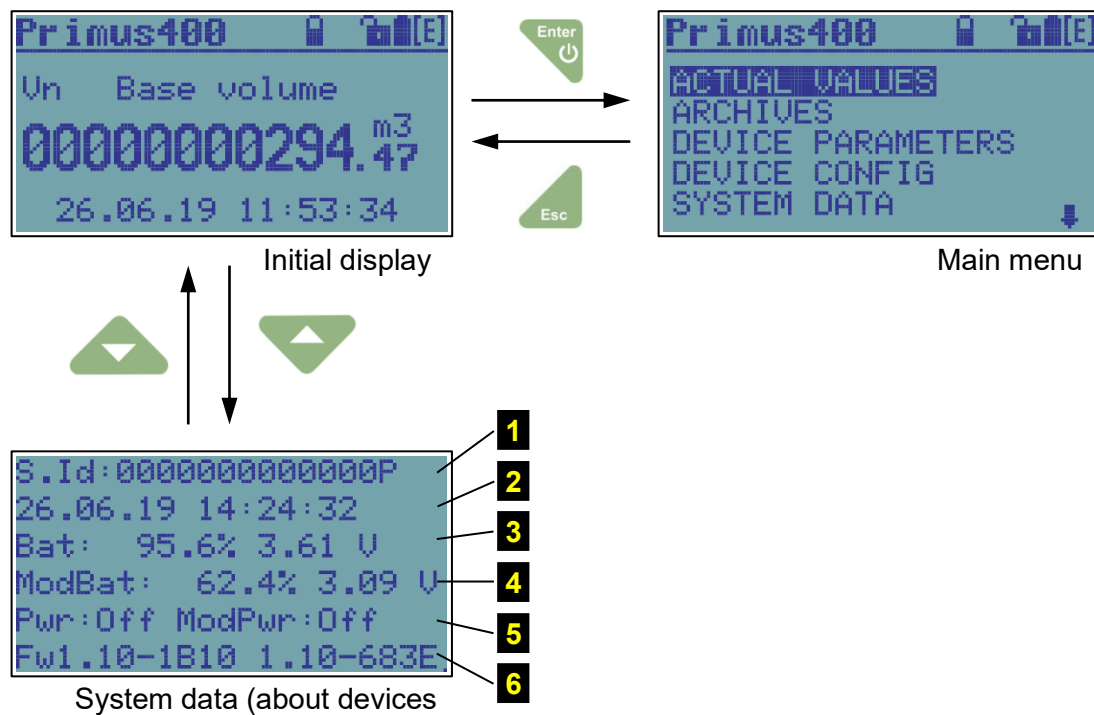 Primus400 [E]
Vn Base volume
00000000294.47 m3
26.06.19 11:53:34
Initial display
Enter
Esc
Primus400 [E]
ACTUAL VALUES
ARCHIVES
DEVICE PARAMETERS
DEVICE CONFIG
SYSTEM DATA
Main menu
S.Id:0000000000000P
26.06.19 14:24:32
Bat: 95.6% 3.61 V
ModBat: 62.4% 3.09 V
Pwr:Off ModPwr:Off
Fw1.10-1B10 1.10-683E
1
2
3
4
5
6
System data (about devices